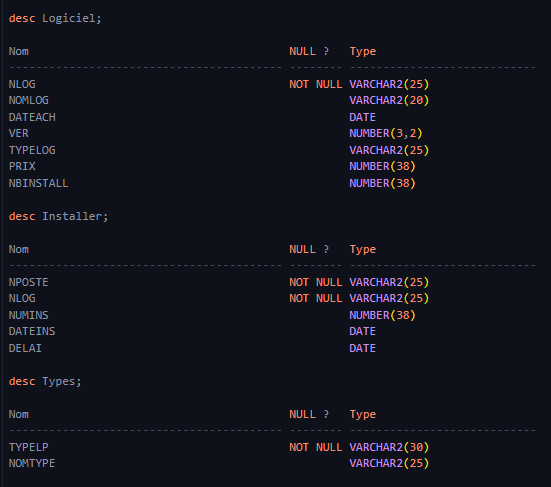 desc Logiciel;
Nom NULL ? Type
----------------------------------------- -------- ----------------------------
NLOG NOT NULL VARCHAR2(25)
NOMLOG VARCHAR2(20)
DATEACH DATE
VER NUMBER(3,2)
TYPELOG VARCHAR2(25)
PRIX NUMBER(38)
NBINSTALL NUMBER(38)
desc Installer;
Nom NULL ? Type
----------------------------------------- -------- ----------------------------
NPOSTE NOT NULL VARCHAR2(25)
NLOG NOT NULL VARCHAR2(25)
NUMINS NUMBER(38)
DATEINS DATE
DELAI DATE
desc Types;
Nom NULL ? Type
----------------------------------------- -------- ----------------------------
TYPELP NOT NULL VARCHAR2(30)
NOMTYPE VARCHAR2(25)